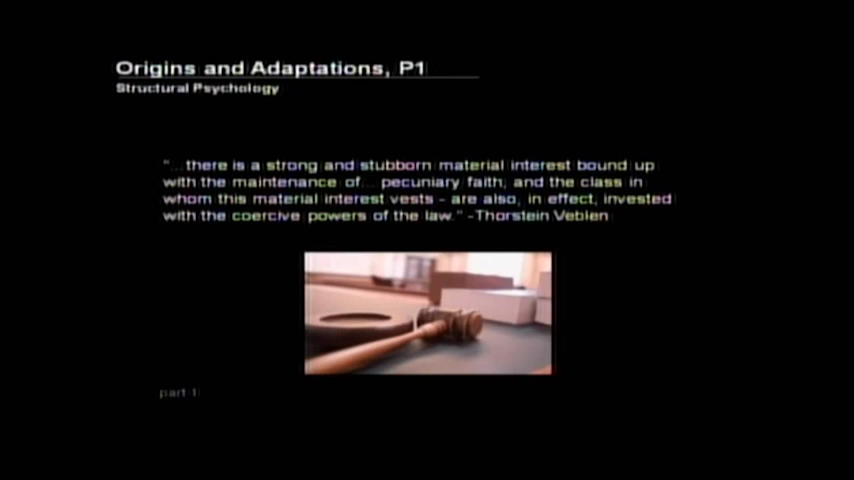 Origins and Adaptations, P1
Structural Psychology
"... there is a strong and stubborn material interest bound up
with the maintenance of... pecuniary faith, and the class in
whom this material interest vests - are also, in effect, invested
with the coercive powers of the law." -Thorstein Veblen
part 1